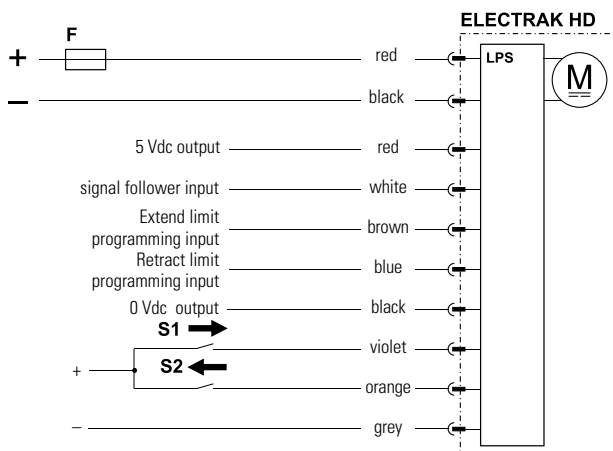 ELECTRAK HD
F
+ red LPS
M
– black
5 Vdc output red
signal follower input white
Extend limit
programming input brown
Retract limit
programming input blue
0 Vdc output black
S1
violet
+ S2
orange
– grey